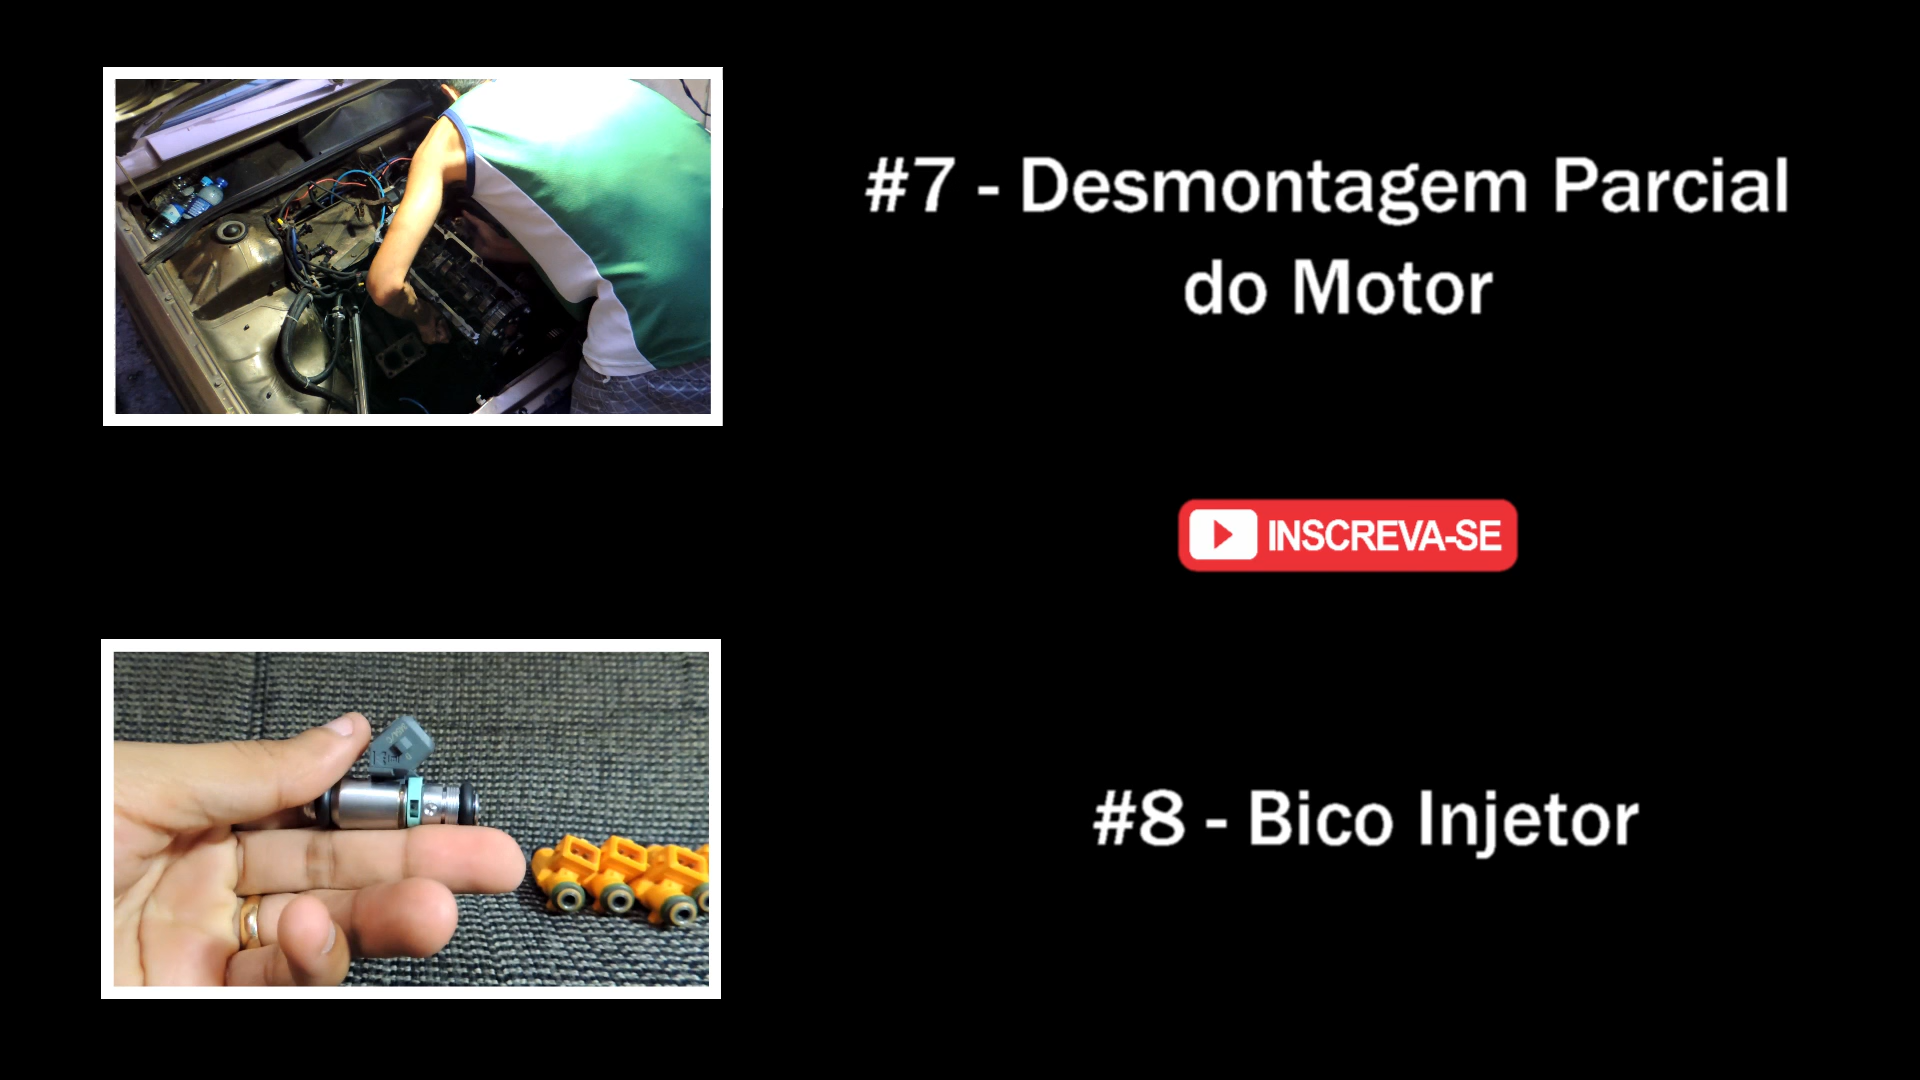 #7 - Desmontagem Parcial
do Motor
INSCREVA-SE
#8 - Bico Injetor